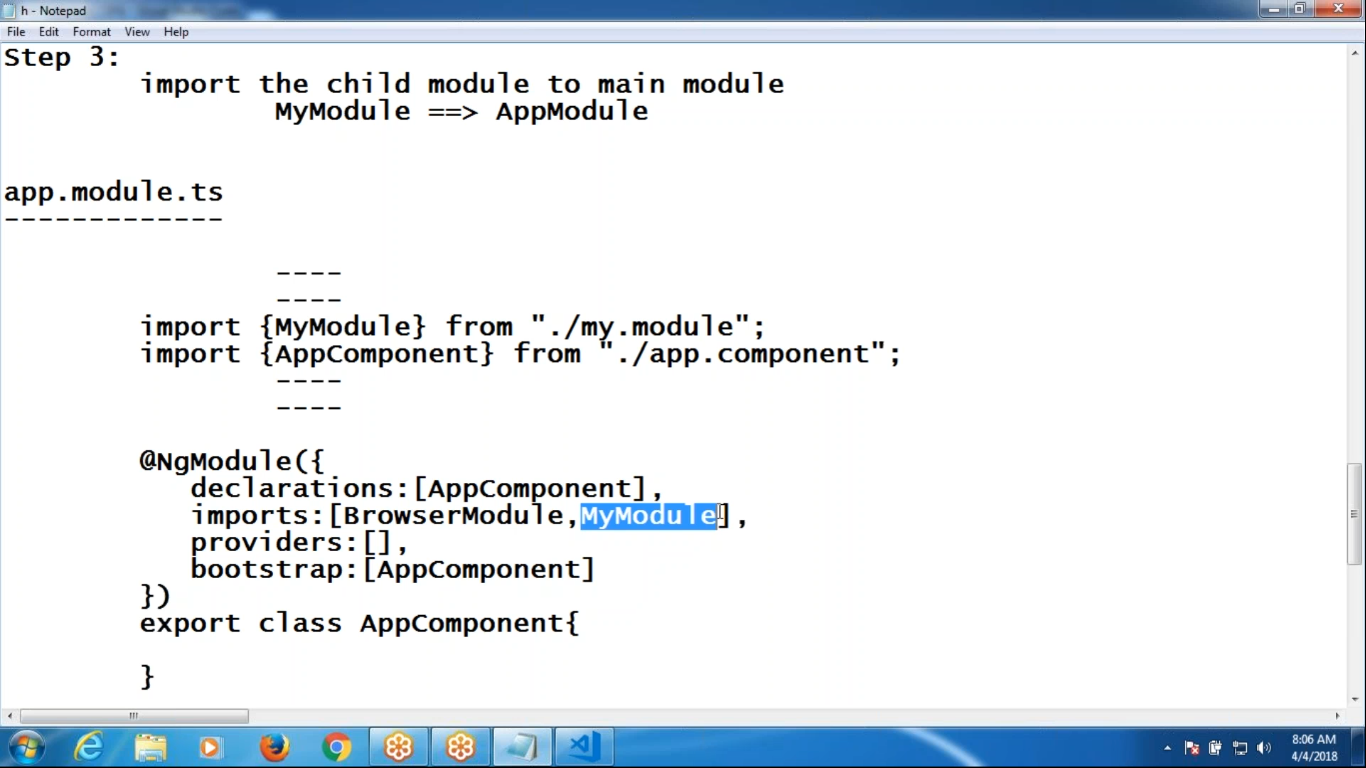 h - Notepad
File Edit Format View Help
Step 3:
import the child module to main module
MyModule ==> AppModule
app.module.ts
-------------
----
----
import {MyModule} from "./my.module";
import {AppComponent} from "./app.component";
----
----
@NgModule({
declarations:[AppComponent],
imports:[BrowserModule,MyModule],
providers:[],
bootstrap:[AppComponent]
})
export class AppComponent{
}
8:06 AM
4/4/2018